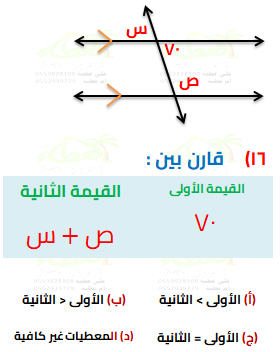 س
٧٠
ص
١٦) قارن بين :
القيمة الأولى
القيمة الثانية
٧٠
ص + س
(أ) الأولى > الثانية
(ب) الأولى < الثانية
(ج) الأولى = الثانية
(د) المعطيات غير كافية